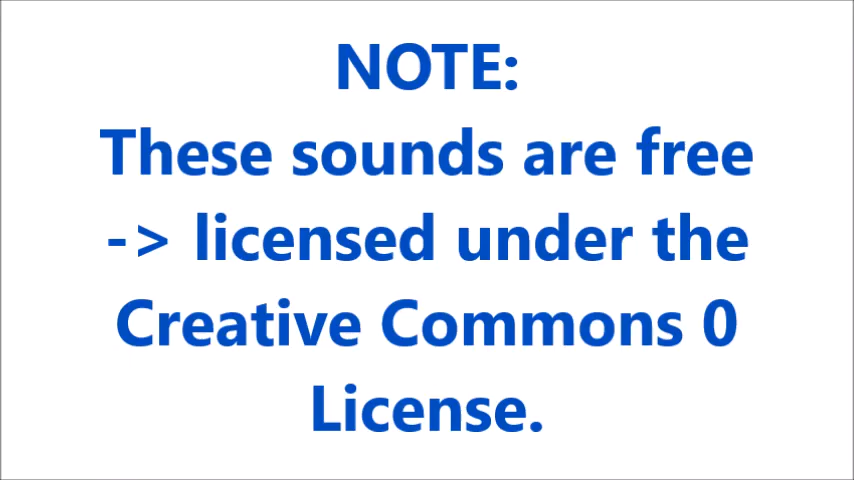 NOTE:
These sounds are free
-> licensed under the
Creative Commons 0
License.